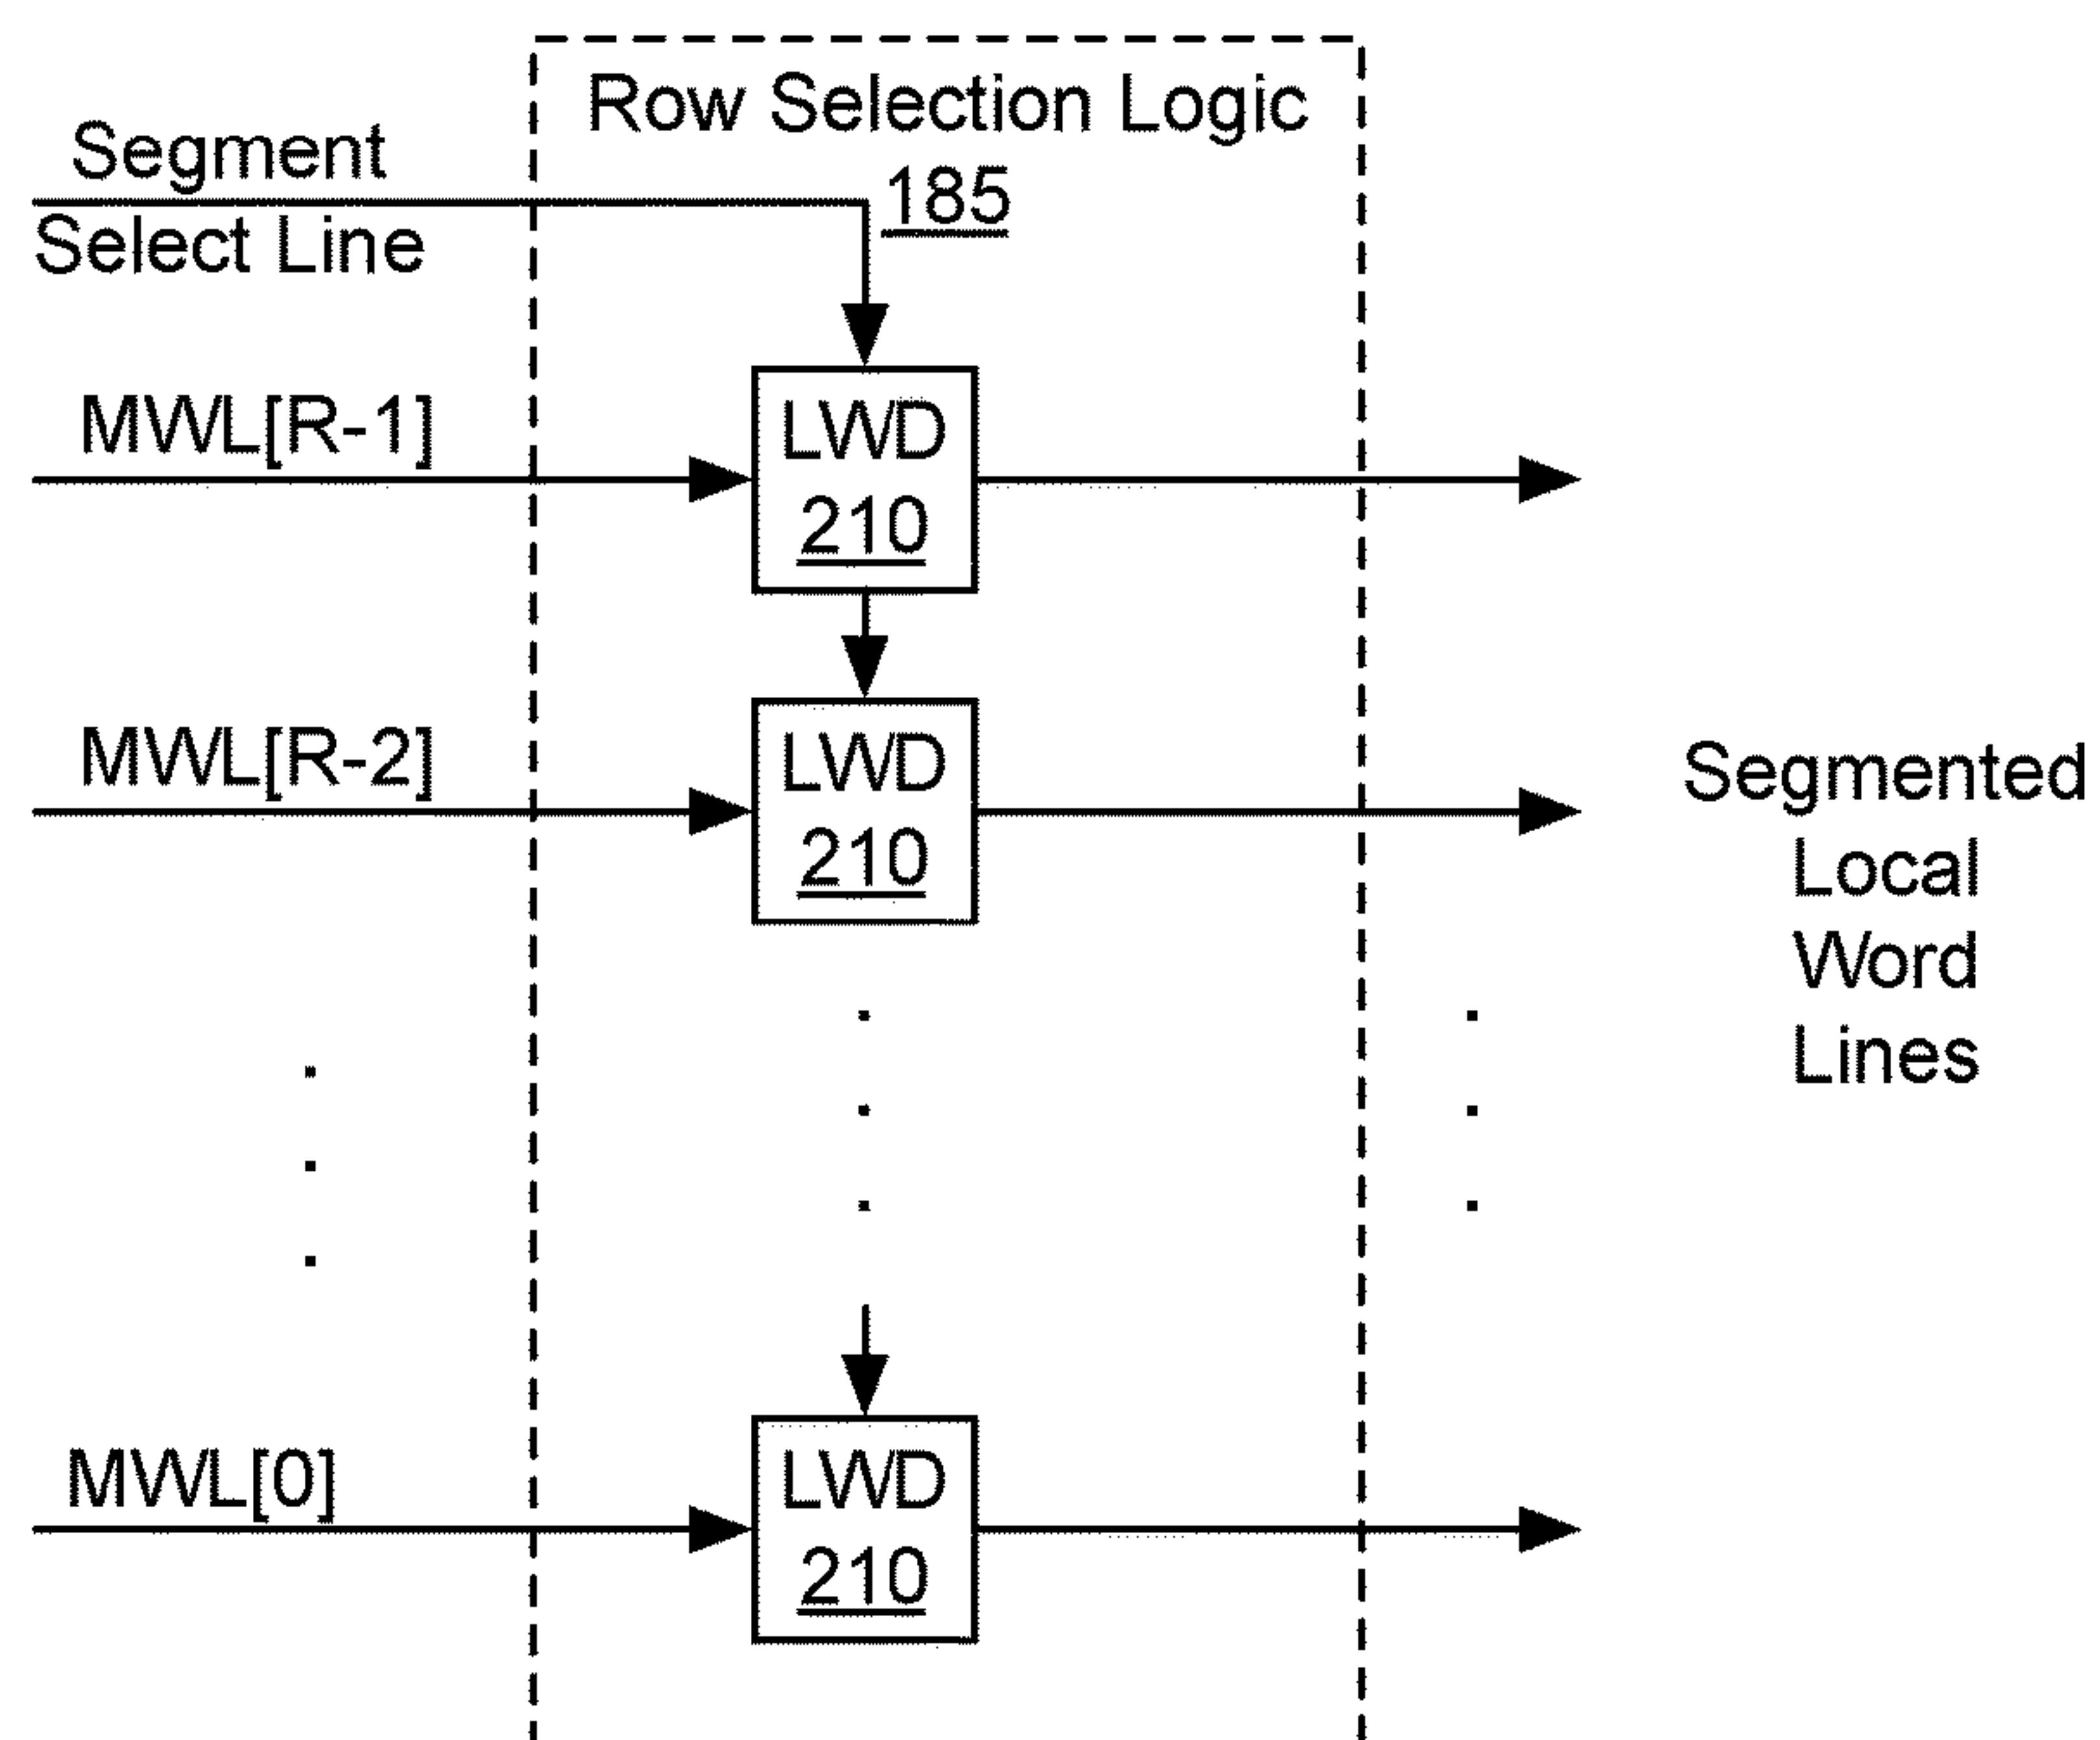 Row Selection Logic
185
Segment
Select Line
MWL[R-1]
LWD
210
MWL[R-2]
LWD
210
Segmented
Local
Word
Lines
MWL[0]
LWD
210